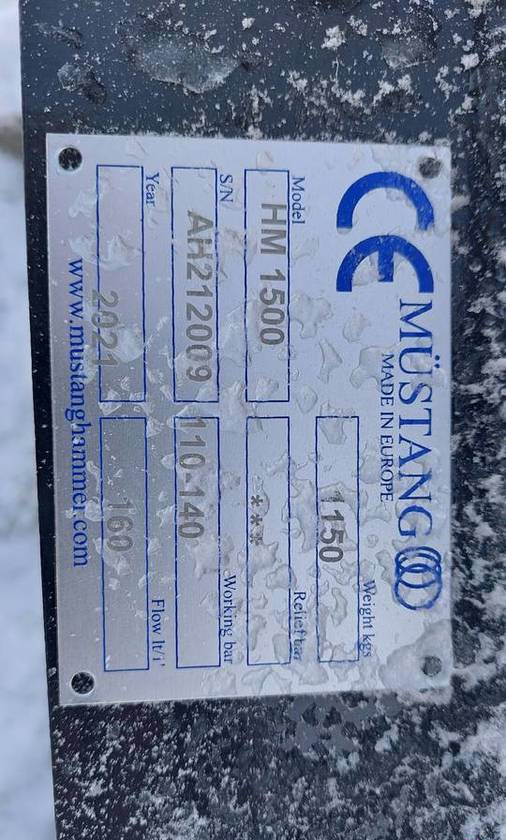 CE MÜSTANG
MADE IN EUROPE
Weight kgs
1150
Model Relief bar
HM 1500 ***
S/N Working bar
AH212009 110-140
Year Flow lt/1'
2021 160
www.mustanghammer.com